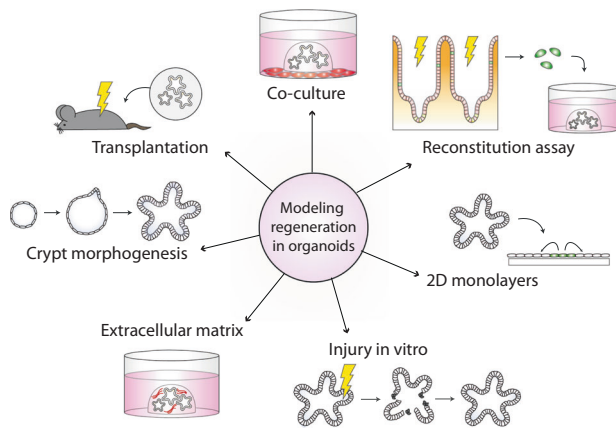 Co-culture
Transplantation
Reconstitution assay
Modeling
regeneration
in organoids
Crypt morphogenesis
2D monolayers
Extracellular matrix
Injury in vitro